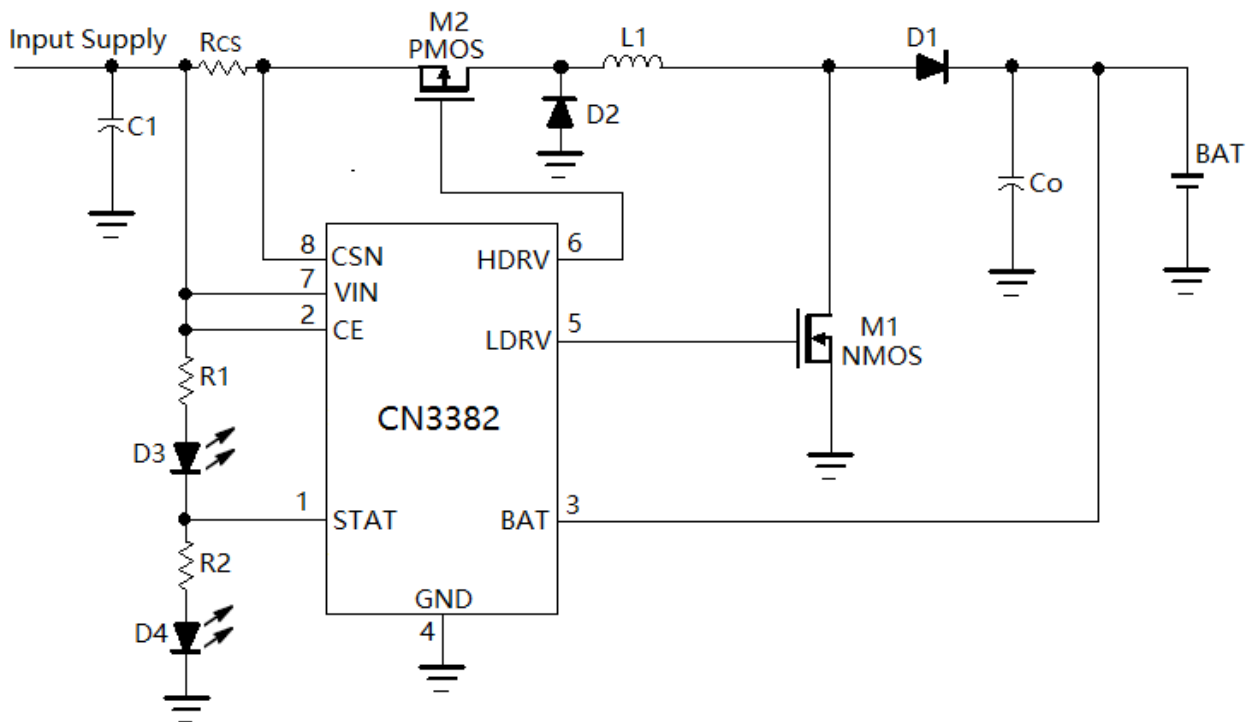 Input Supply
RCS
M2
PMOS
L1
D1
C1
D2
Co
BAT
8
CSN
HDRV
6
7
VIN
2
CE
LDRV
5
M1
NMOS
R1
CN3382
D3
1
STAT
BAT
3
R2
GND
4
D4